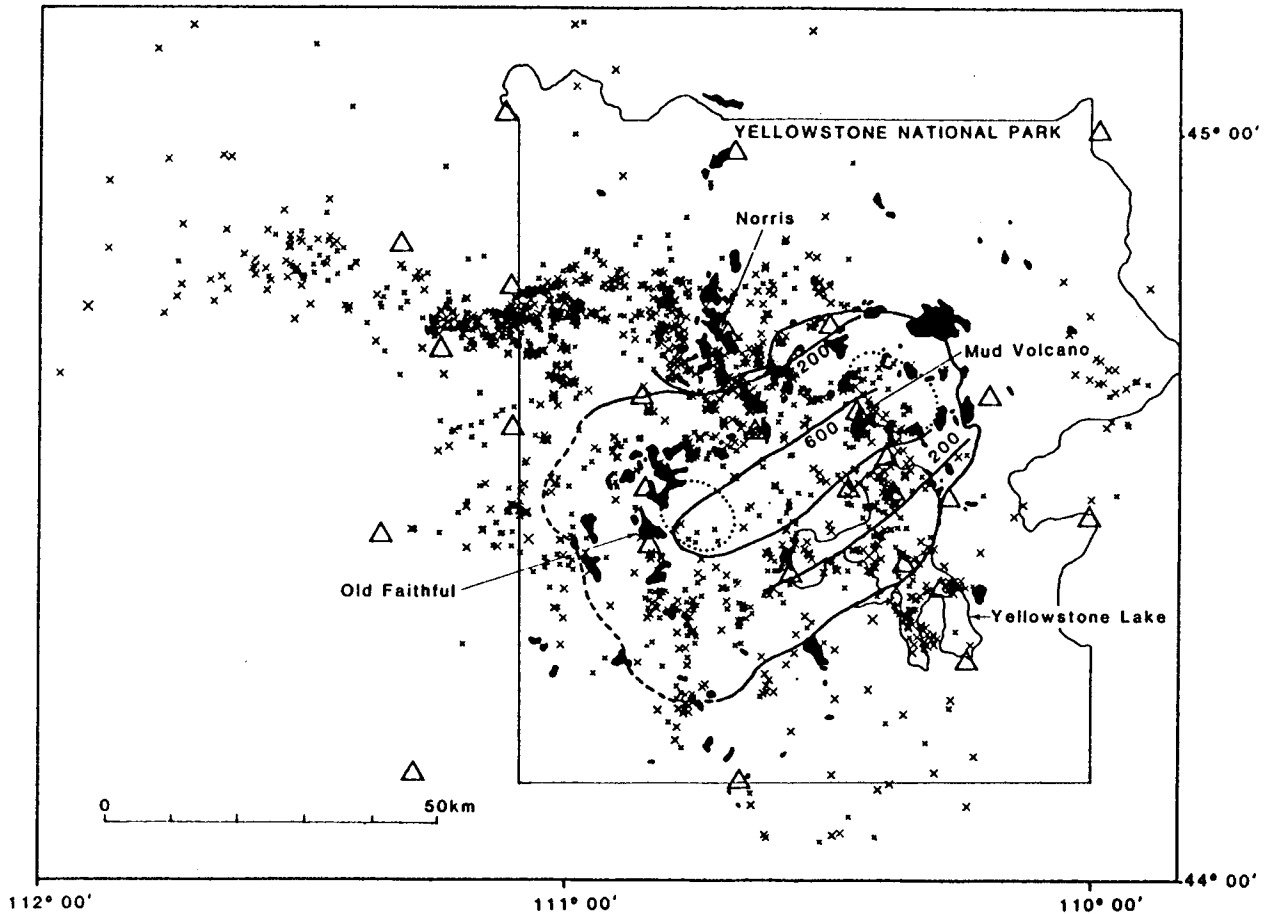 YELLOWSTONE NATIONAL PARK
45° 00'
Norris
Mud Volcano
200
600
200
Old Faithful
Yellowstone Lake
0 50km
44° 00'
112° 00' 111° 00' 110° 00'